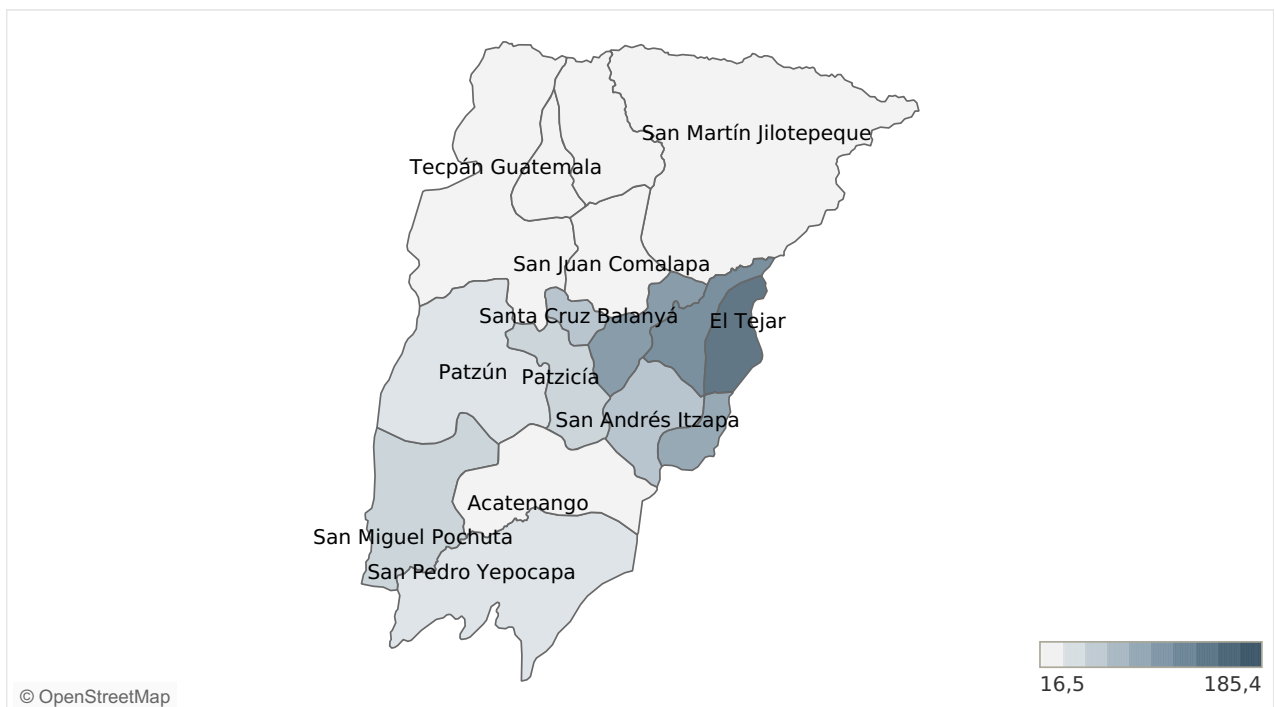 San Martín Jilotepeque
Tecpán Guatemala
San Juan Comalapa
Santa Cruz Balanyá
El Tejar
Patzún
Patzicía
San Andrés Itzapa
Acatenango
San Miguel Pochuta
San Pedro Yepocapa
16,5
185,4
© OpenStreetMap